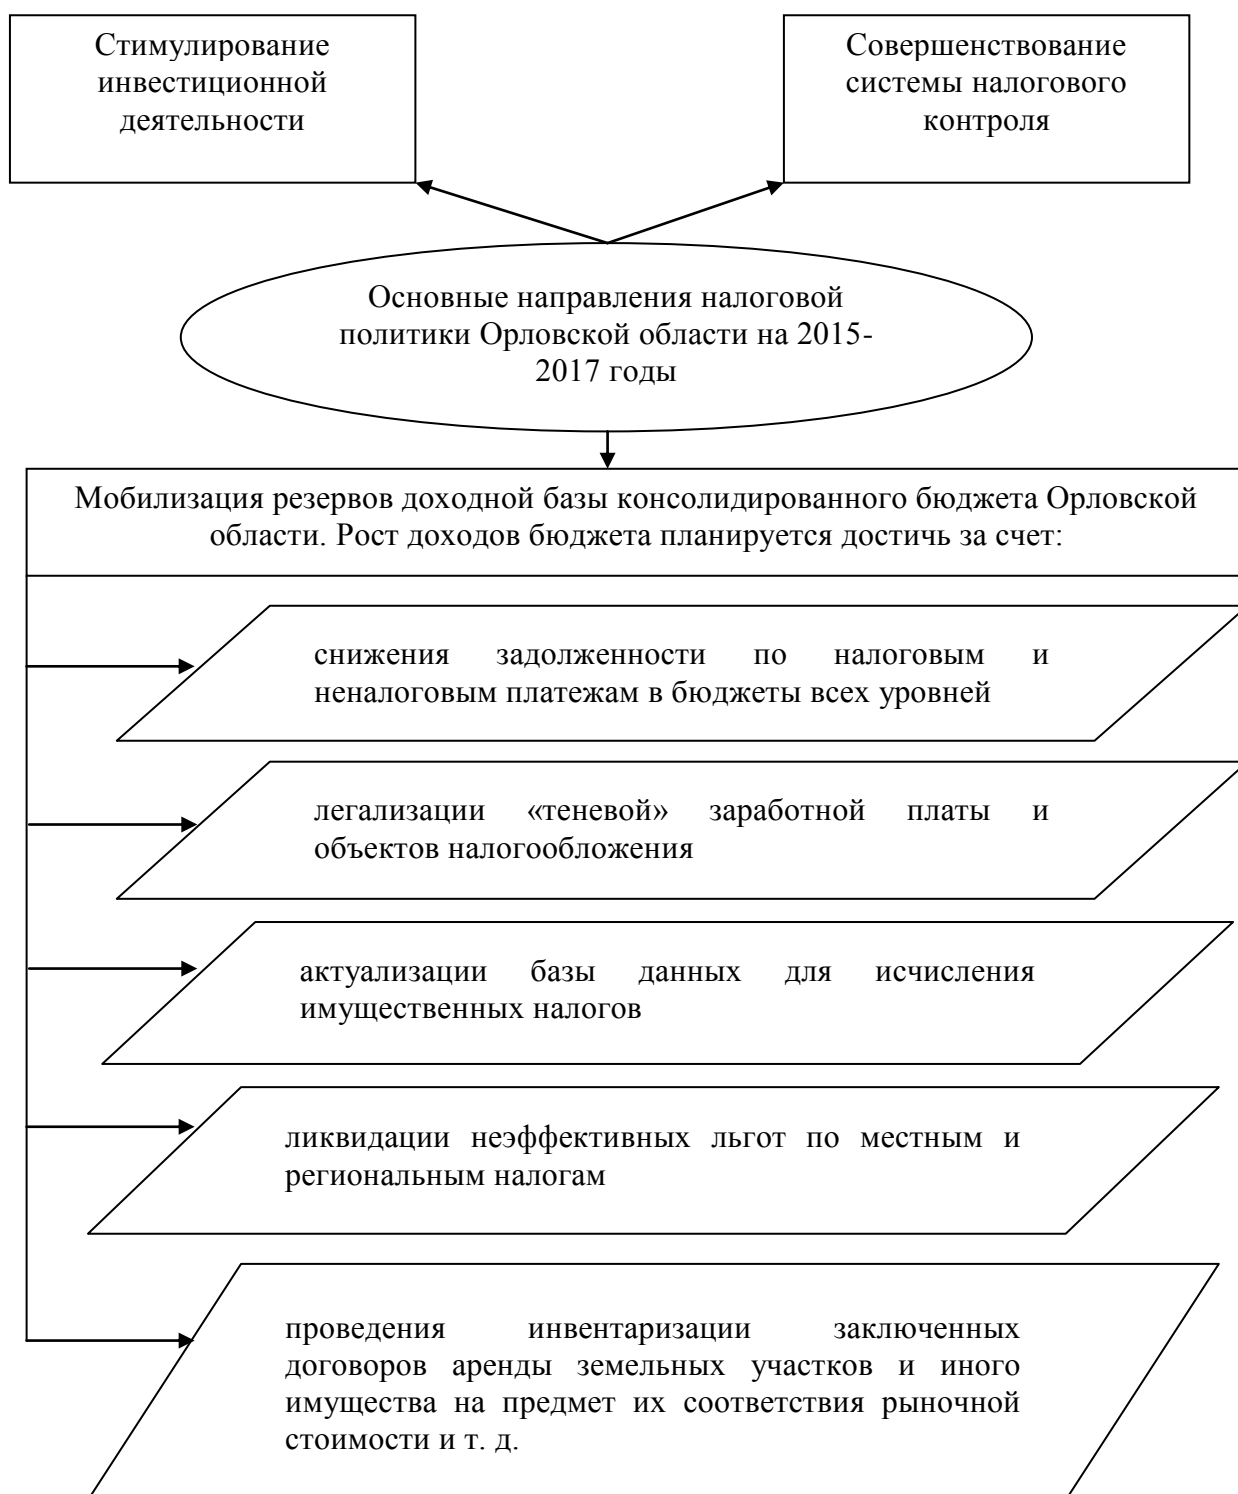 Стимулирование
инвестиционной
деятельности
Совершенствование
системы налогового
контроля
Основные направления налоговой
политики Орловской области на 2015-
2017 годы
Мобилизация резервов доходной базы консолидированного бюджета Орловской
области. Рост доходов бюджета планируется достичь за счет:
снижения задолженности по налоговым и
неналоговым платежам в бюджеты всех уровней
легализации «теневой» заработной платы и
объектов налогообложения
актуализации базы данных для исчисления
имущественных налогов
ликвидации неэффективных льгот по местным и
региональным налогам
проведения инвентаризации заключенных
договоров аренды земельных участков и иного
имущества на предмет их соответствия рыночной
стоимости и т. д.